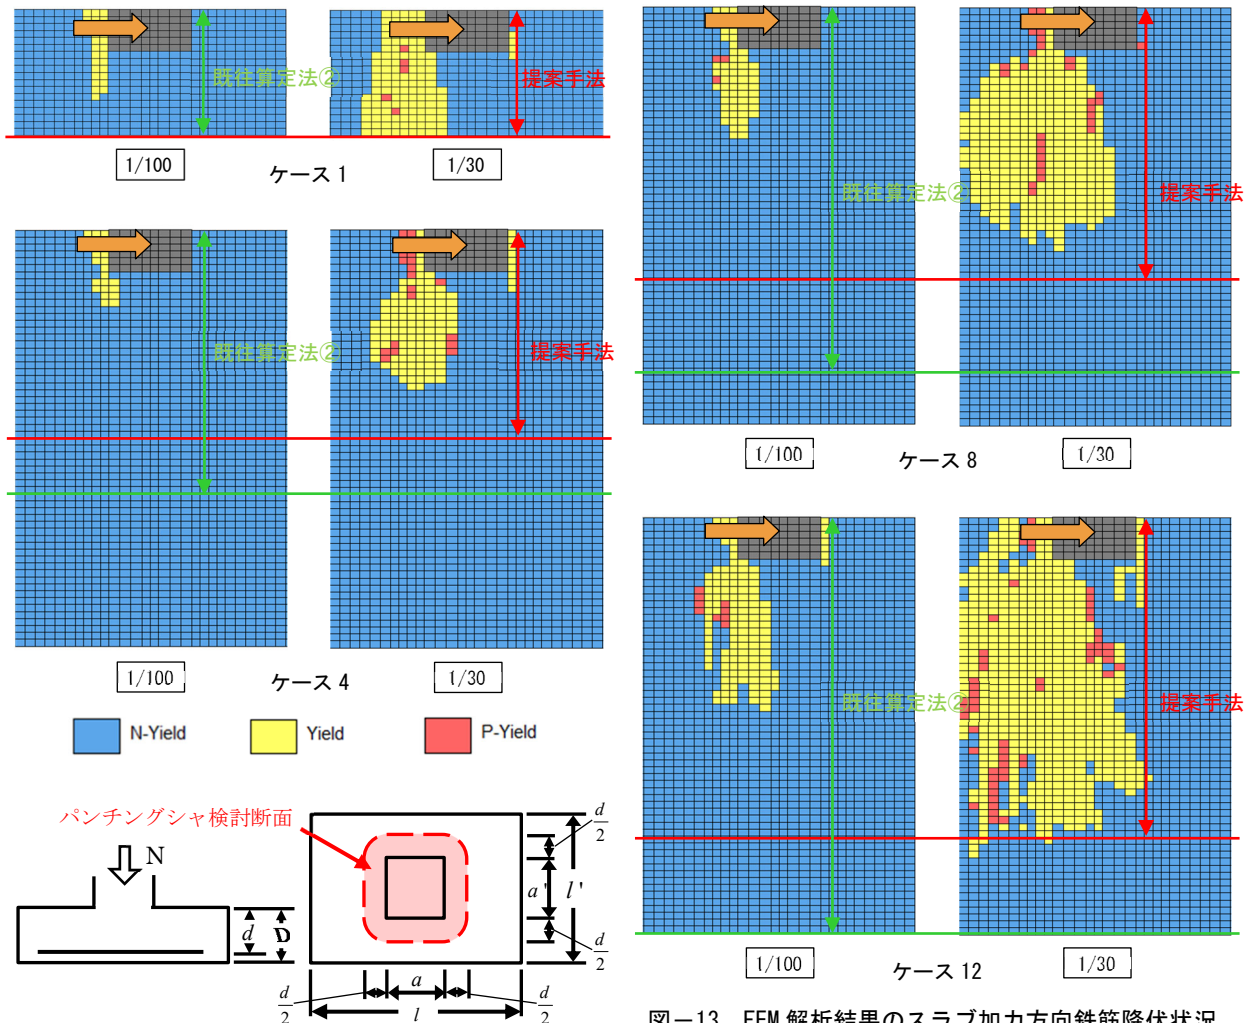 既往算定法②
提案手法
1/100
1/30
ケース 1
既往算定法②
提案手法
1/100
1/30
ケース 4
N-Yield
Yield
P-Yield
パンチングシャ検討断面
N
d
D
d/2
a'
l'
d/2
d/2
a
d/2
l
既往算定法②
提案手法
1/100
1/30
ケース 8
既往算定法②
提案手法
1/100
1/30
ケース 12
図－13 FEM 解析結果のスラブ加力方向鉄筋降伏状況